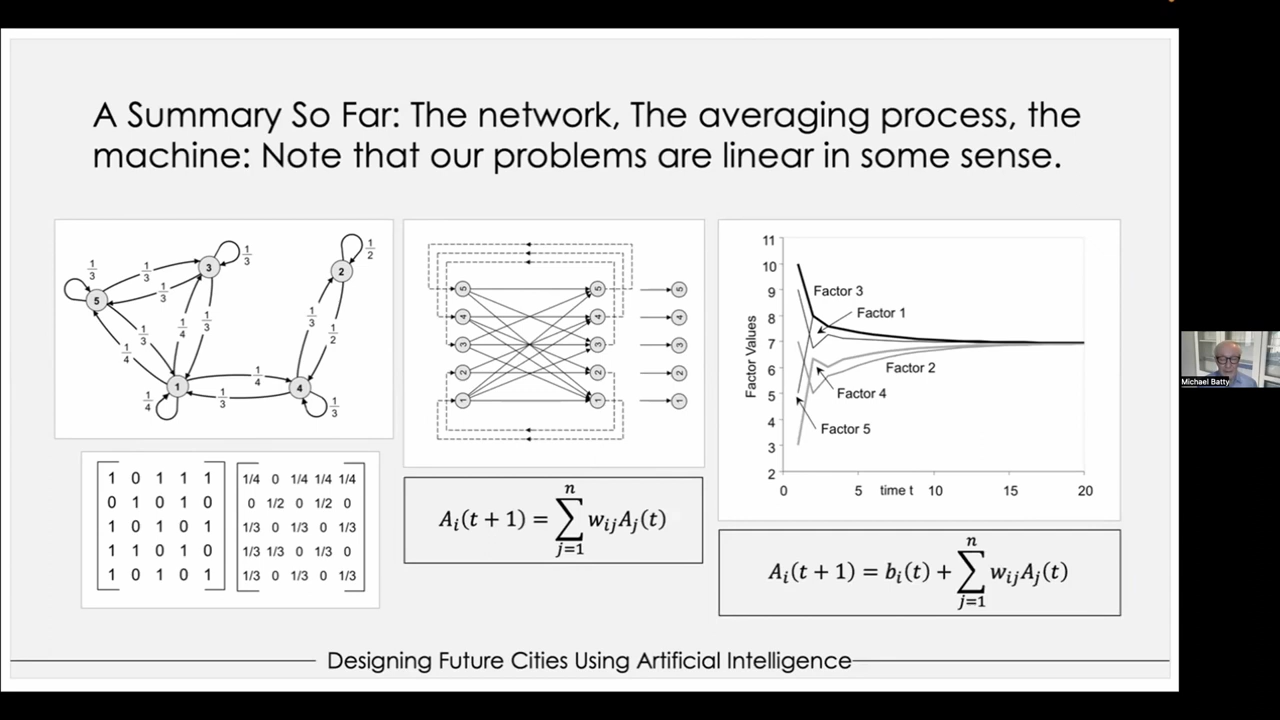 A Summary So Far: The network, The averaging process, the
machine: Note that our problems are linear in some sense.
1/3
5
1/3
1/3
3
1/3
1/2
2
1/3
1/4
1/4
1/3
1/3
1/2
1/4
1
1/4
1/3
4
1/3
1 0 1 1 1
0 1 0 1 0
1 0 1 0 1
1 1 0 1 0
1 0 1 0 1
1/4 0 1/4 1/4 1/4
0 1/2 0 1/2 0
1/3 0 1/3 0 1/3
1/3 1/3 0 1/3 0
1/3 0 1/3 0 1/3
5 5 5
4 4 4
3 3 3
2 2 2
1 1 1
A_i(t + 1) = \sum_{j=1}^{n} w_{ij}A_j(t)
Factor Values
11
10
9
8
7
6
5
4
3
2
Factor 3
Factor 1
Factor 2
Factor 4
Factor 5
0 5 time t 10 15 20
A_i(t + 1) = b_i(t) + \sum_{j=1}^{n} w_{ij}A_j(t)
Designing Future Cities Using Artificial Intelligence
Michael Batty